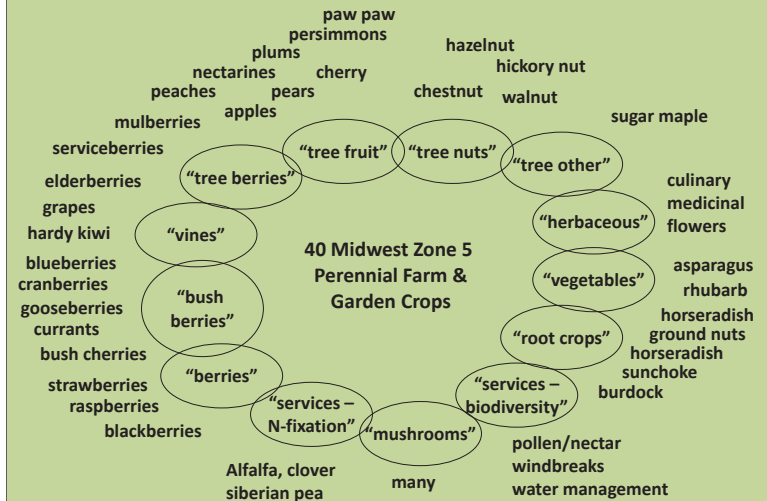 paw paw
persimmons
plums
nectarines
cherry
peaches
pears
apples
mulberries
serviceberries
elderberries
grapes
hardy kiwi
blueberries
cranberries
gooseberries
currants
bush cherries
strawberries
raspberries
blackberries
hazelnut
hickory nut
chestnut
walnut
sugar maple
culinary
medicinal
flowers
asparagus
rhubarb
horseradish
ground nuts
horseradish
sunchoke
burdock
pollen/nectar
windbreaks
water management
many
Alfalfa, clover
siberian pea
“tree fruit”
“tree nuts”
“tree other”
“tree berries”
“herbaceous”
“vines”
“vegetables”
“bush
berries”
“root crops”
“berries”
“services –
biodiversity”
“services –
N-fixation”
“mushrooms”
40 Midwest Zone 5
Perennial Farm &
Garden Crops